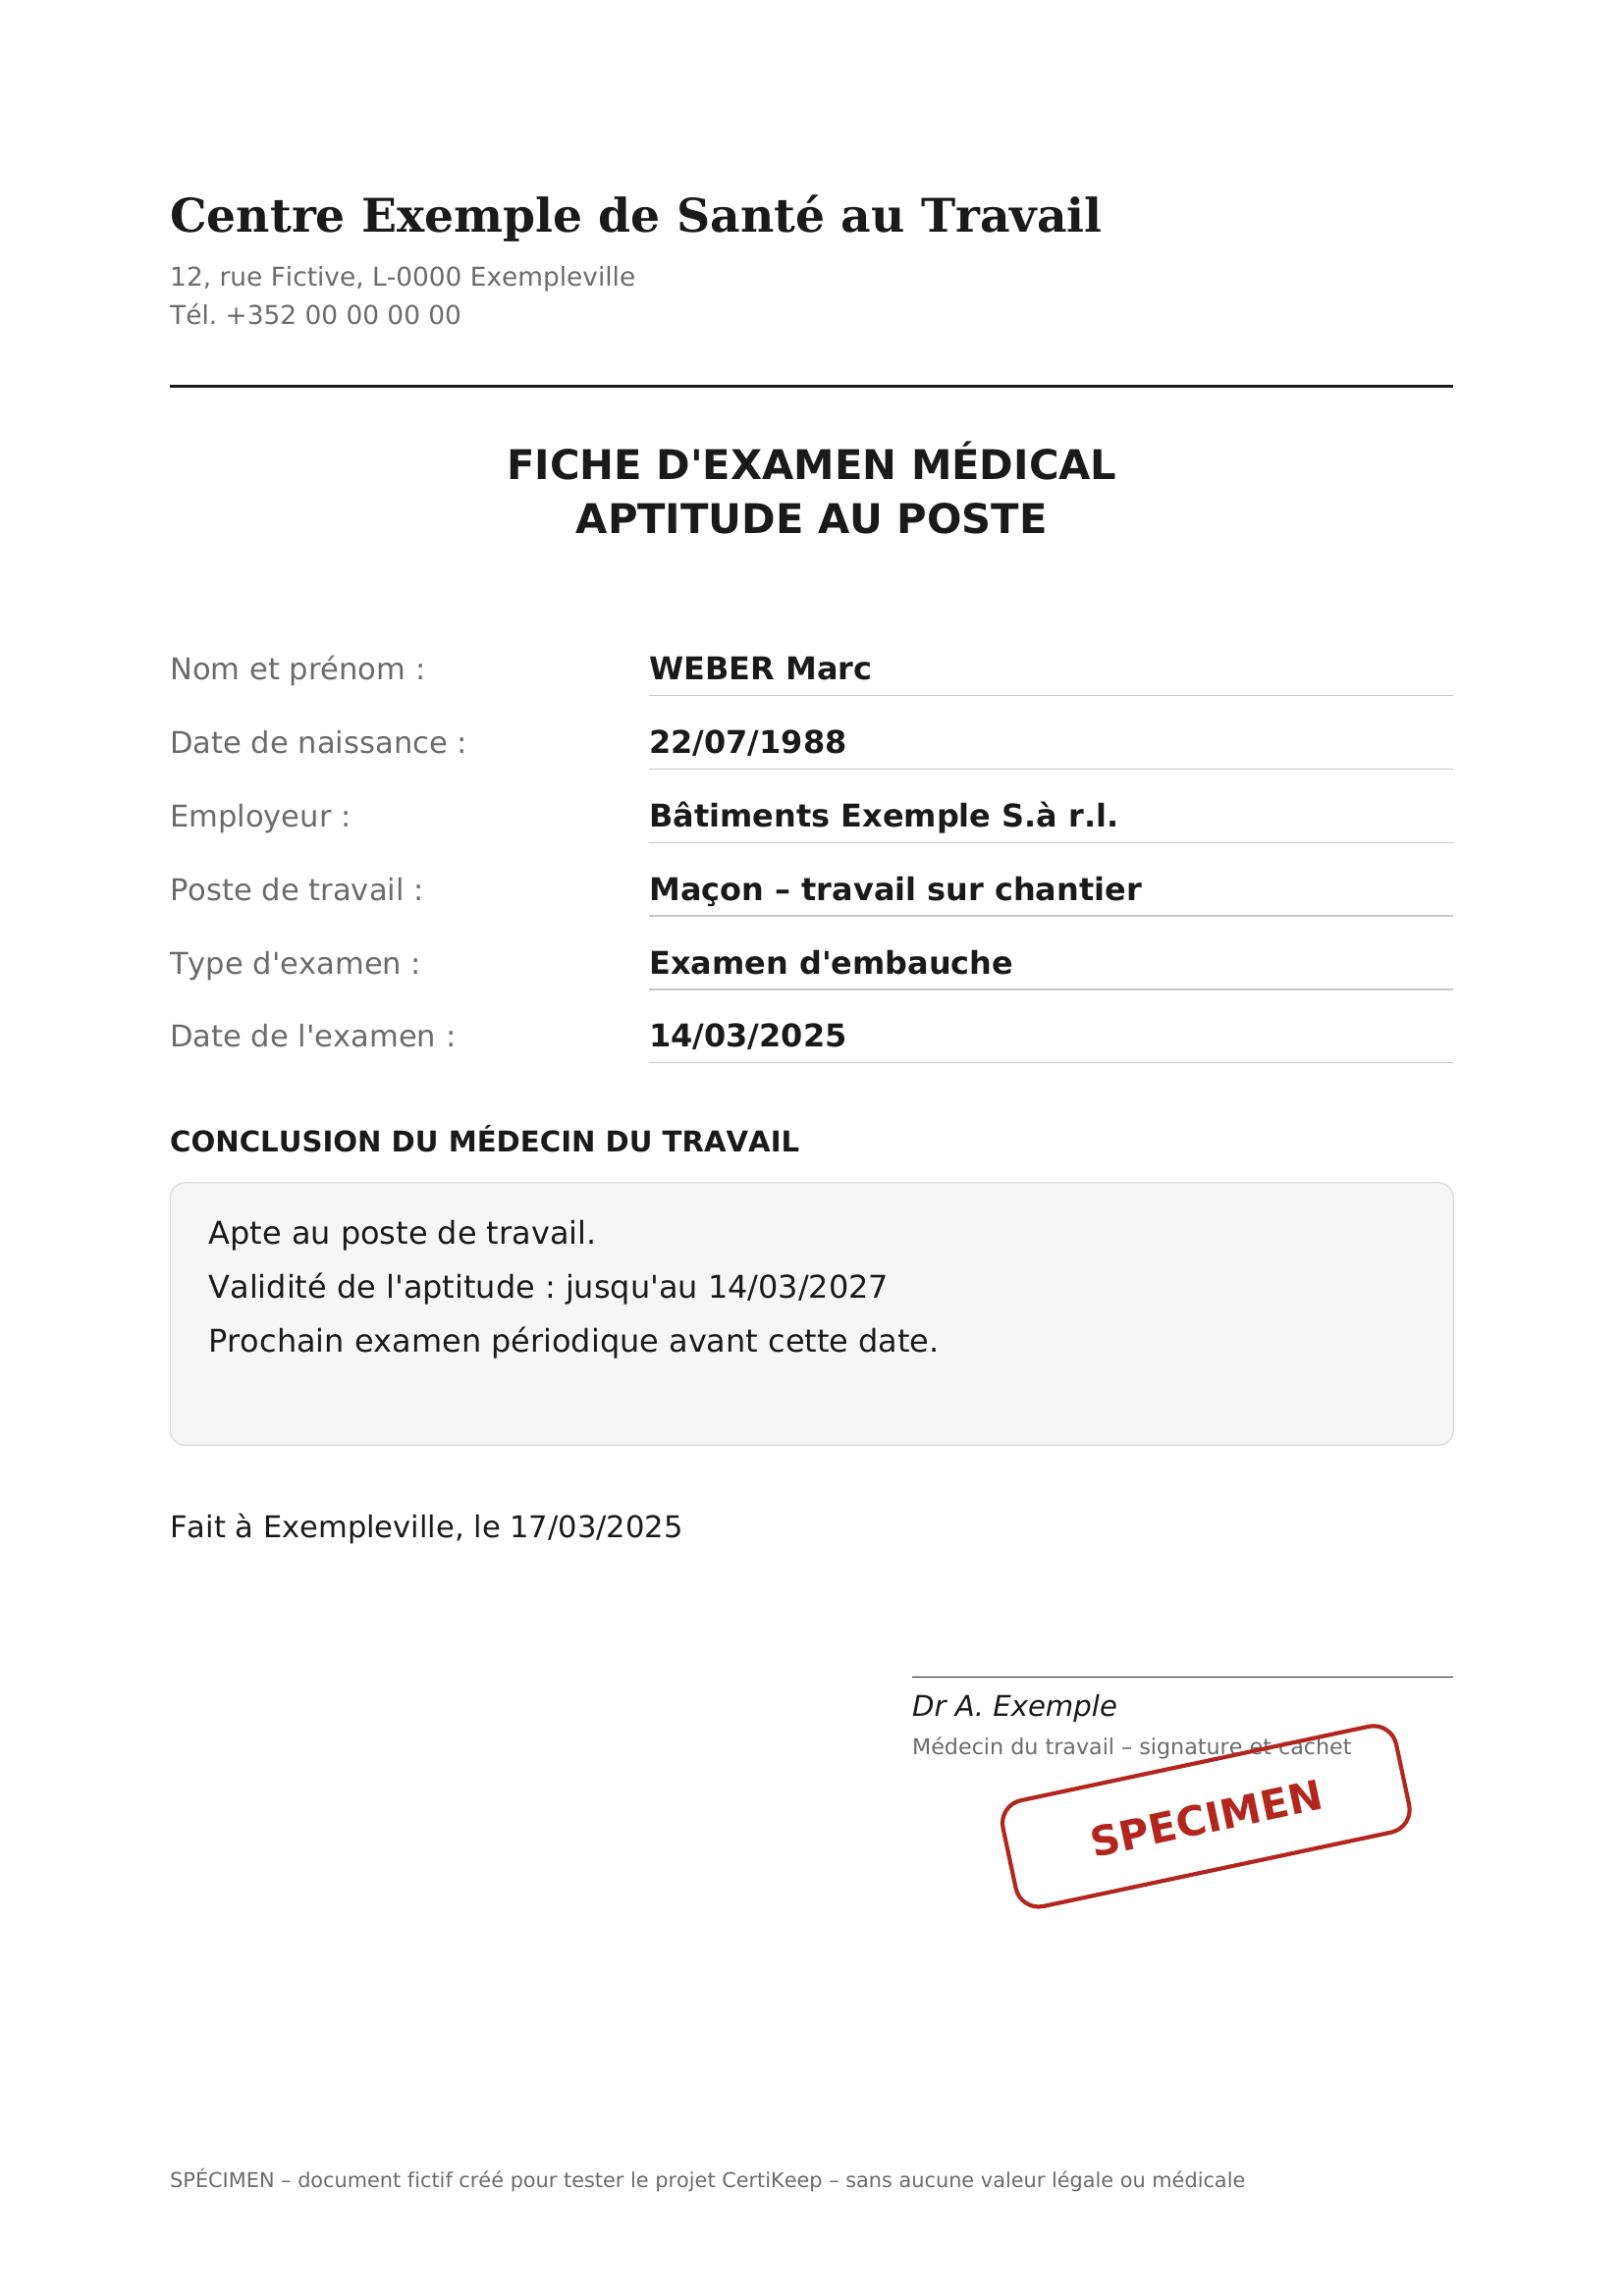 Centre Exemple de Santé au Travail
12, rue Fictive, L-0000 Exempleville
Tél. +352 00 00 00 00
FICHE D'EXAMEN MÉDICAL
APTITUDE AU POSTE
Nom et prénom : WEBER Marc
Date de naissance : 22/07/1988
Employeur : Bâtiments Exemple S.à r.l.
Poste de travail : Maçon – travail sur chantier
Type d'examen : Examen d'embauche
Date de l'examen : 14/03/2025
CONCLUSION DU MÉDECIN DU TRAVAIL
Apte au poste de travail.
Validité de l'aptitude : jusqu'au 14/03/2027
Prochain examen périodique avant cette date.
Fait à Exempleville, le 17/03/2025
Dr A. Exemple
Médecin du travail – signature et cachet
SPECIMEN
SPÉCIMEN – document fictif créé pour tester le projet CertiKeep – sans aucune valeur légale ou médicale